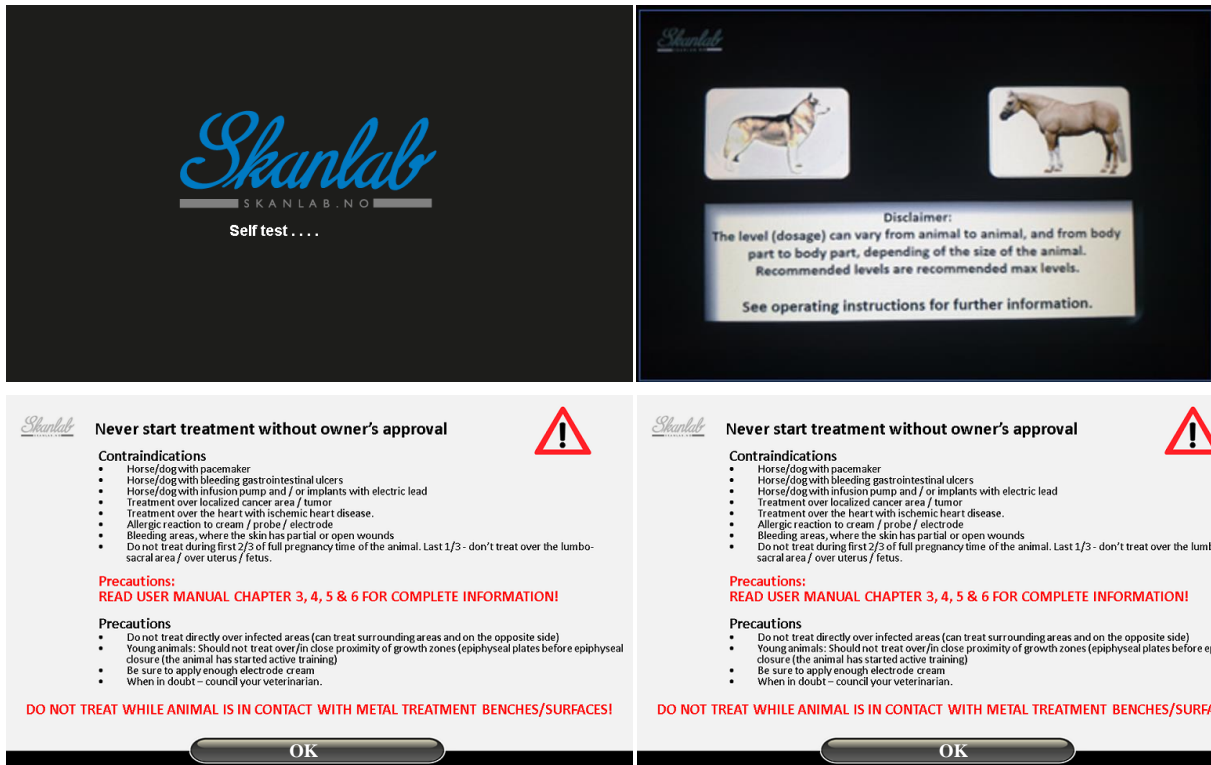 Skanlab
SKANLAB.NO
Self test . . . .
Skanlab
Disclaimer:
The level (dosage) can vary from animal to animal, and from body
part to body part, depending of the size of the animal.
Recommended levels are recommended max levels.
See operating instructions for further information.
Skanlab
Never start treatment without owner's approval
Contraindications
• Horse/dog with pacemaker
• Horse/dog with bleeding gastrointestinal ulcers
• Horse/dog with infusion pump and / or implants with electric lead
• Treatment over localized cancer area / tumor
• Treatment over the heart with ischemic heart disease.
• Allergic reaction to cream / probe / electrode
• Bleeding areas, where the skin has partial or open wounds
• Do not treat during first 2/3 of full pregnancy time of the animal. Last 1/3 - don't treat over the lumbo-
sacral area / over uterus / fetus.
Precautions:
READ USER MANUAL CHAPTER 3, 4, 5 & 6 FOR COMPLETE INFORMATION!
Precautions
• Do not treat directly over infected areas (can treat surrounding areas and on the opposite side)
• Young animals: Should not treat over/in close proximity of growth zones (epiphyseal plates before epiphyseal
closure (the animal has started active training)
• Be sure to apply enough electrode cream
• When in doubt – council your veterinarian.
DO NOT TREAT WHILE ANIMAL IS IN CONTACT WITH METAL TREATMENT BENCHES/SURFACES!
OK
Skanlab
Never start treatment without owner's approval
Contraindications
• Horse/dog with pacemaker
• Horse/dog with bleeding gastrointestinal ulcers
• Horse/dog with infusion pump and / or implants with electric lead
• Treatment over localized cancer area / tumor
• Treatment over the heart with ischemic heart disease.
• Allergic reaction to cream / probe / electrode
• Bleeding areas, where the skin has partial or open wounds
• Do not treat during first 2/3 of full pregnancy time of the animal. Last 1/3 - don't treat over the lumb
sacral area / over uterus / fetus.
Precautions:
READ USER MANUAL CHAPTER 3, 4, 5 & 6 FOR COMPLETE INFORMATION!
Precautions
• Do not treat directly over infected areas (can treat surrounding areas and on the opposite side)
• Young animals: Should not treat over/in close proximity of growth zones (epiphyseal plates before ep
closure (the animal has started active training)
• Be sure to apply enough electrode cream
• When in doubt – council your veterinarian.
DO NOT TREAT WHILE ANIMAL IS IN CONTACT WITH METAL TREATMENT BENCHES/SURFA
OK